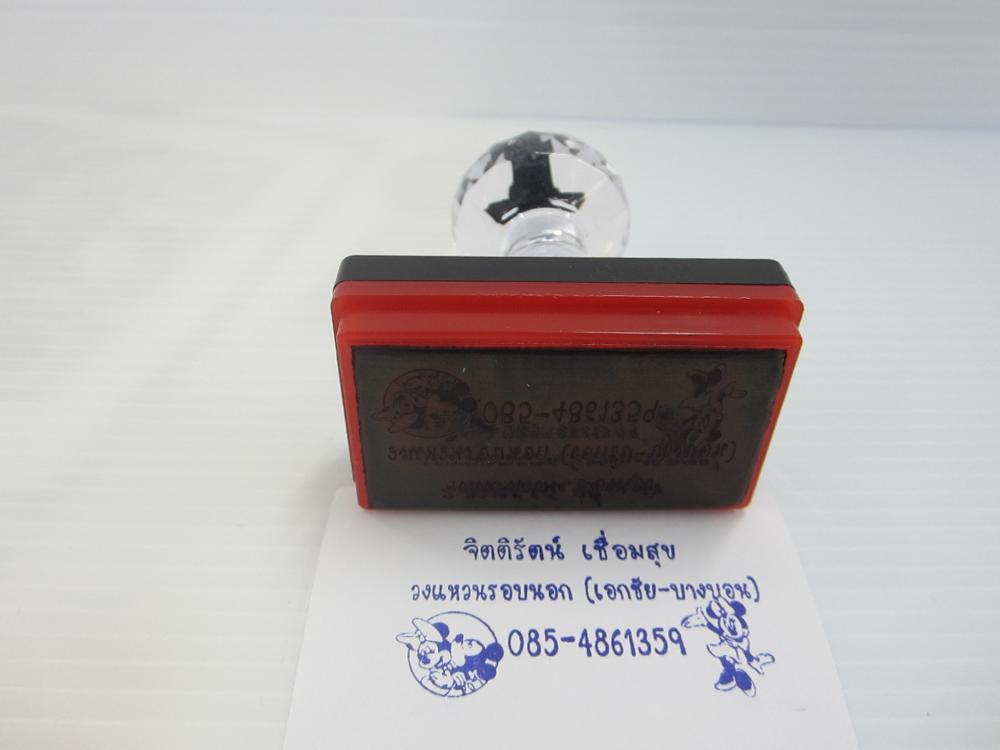 จิตติรัตน์ เชื่อมสุข
วงแหวนรอบนอก (เอกชัย-บางบอน)
085-4861359